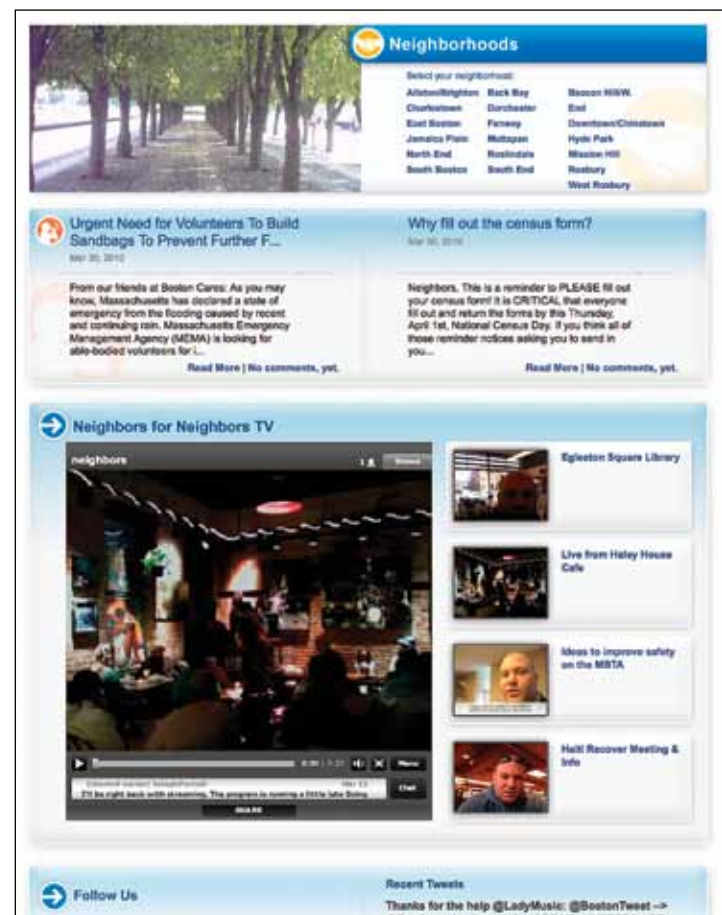 Neighborhoods
Select your neighborhood:
Allston/Brighton Back Bay Beacon Hill/W.
Charlestown Dorchester End
East Boston Fenway Downtown/Chinatown
Jamaica Plain Mattapan Hyde Park
North End Roslindale Mission Hill
South Boston South End Roxbury
West Roxbury
Urgent Need for Volunteers To Build
Sandbags To Prevent Further F...
Mar 30, 2010
From our friends at Boston Cares: As you may
know, Massachusetts has declared a state of
emergency from the flooding caused by recent
and continuing rain. Massachusetts Emergency
Management Agency (MEMA) is looking for
able-bodied volunteers for i...
Read More | No comments, yet.
Why fill out the census form?
Mar 30, 2010
Neighbors. This is a reminder to PLEASE fill out
your census form! It is CRITICAL that everyone
fill out and return the forms by this Thursday,
April 1st, National Census Day. If you think all of
those reminder notices asking you to send in
you...
Read More | No comments, yet.
Neighbors for Neighbors TV
neighbors
1
Menu
I'll be right back with streaming. The program is running a little late
Chat
SHARE
Egleston Square Library
Live from Haley House
Cafe
Ideas to improve safety
on the MBTA
Haiti Recover Meeting &
Info
Follow Us
Recent Tweets
Thanks for the help @LadyMusic: @BostonTweet -->